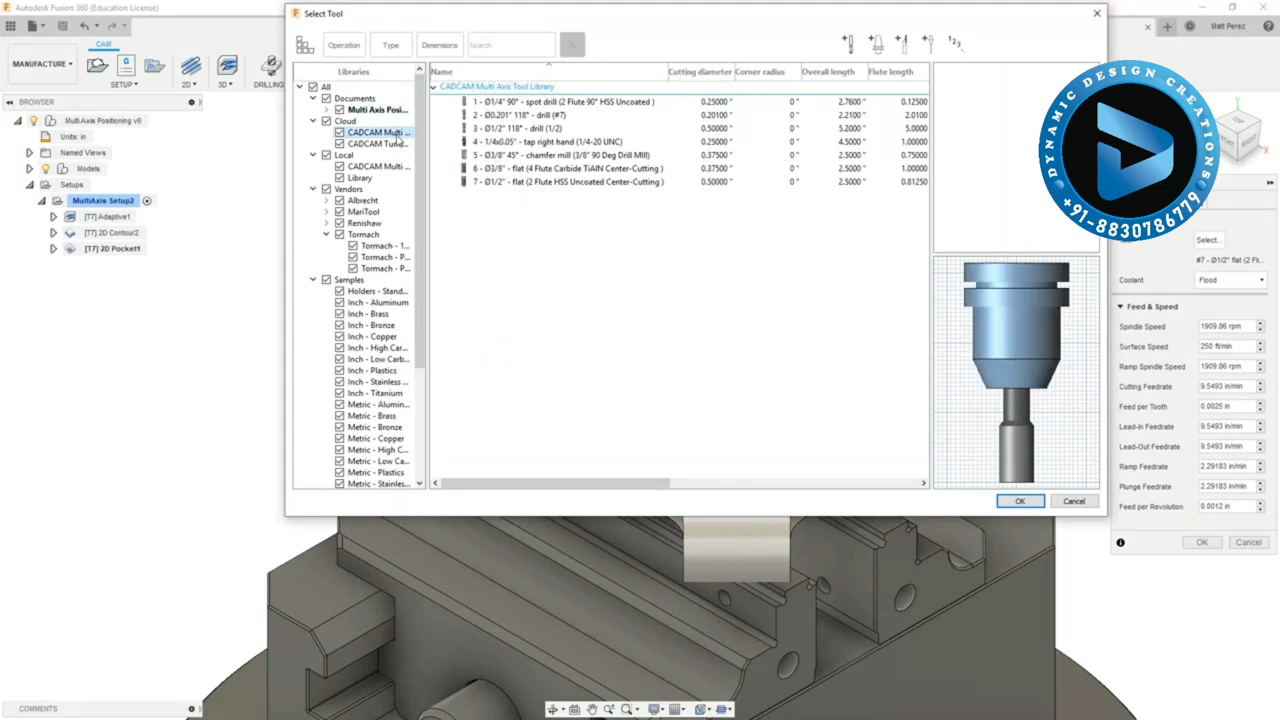 Autodesk Fusion 360 (Education License)
Select Tool
Matt Perez
CAM
MANUFACTURE
SETUP
2D
3D
DRILLING
Operation
Type
Dimensions
Search
BROWSER
Multi Axis Positioning v6
Units: in
Named Views
Models
Setups
MultiAxis Setup2
[T7] Adaptive1
[T7] 2D Contour2
[T7] 2D Pocket1
Libraries
All
Documents
Multi Axis Posi...
Cloud
CADCAM Multi ...
CADCAM Turn...
Local
CADCAM Multi ...
Library
Vendors
Albrecht
MariTool
Renishaw
Tormach
Tormach - 1...
Tormach - P...
Tormach - P...
Samples
Holders - Stand...
Inch - Aluminum
Inch - Brass
Inch - Bronze
Inch - Copper
Inch - High Car...
Inch - Low Carb...
Inch - Plastics
Inch - Stainless ...
Inch - Titanium
Metric - Alumin...
Metric - Brass
Metric - Bronze
Metric - Copper
Metric - High C...
Metric - Low Ca...
Metric - Plastics
Metric - Stainles...
Name Cutting diameter Corner radius Overall length Flute length
CADCAM Multi Axis Tool Library
1 - Ø1/4" 90° - spot drill (2 Flute 90° HSS Uncoated ) 0.25000 " 0 " 2.7600 " 0.12500
2 - Ø0.201" 118° - drill (#7) 0.20100 " 0 " 2.2100 " 2.0100
3 - Ø1/2" 118° - drill (1/2) 0.50000 " 0 " 5.2000 " 5.0000
4 - 1/4x0.05" - tap right hand (1/4-20 UNC) 0.25000 " 0 " 4.5000 " 1.00000
5 - Ø3/8" 45° - chamfer mill (3/8" 90 Deg Drill Mill) 0.37500 " 0 " 2.5000 " 0.75000
6 - Ø3/8" - flat (4 Flute Carbide TiAlN Center-Cutting ) 0.37500 " 0 " 2.5000 " 1.00000
7 - Ø1/2" - flat (2 Flute HSS Uncoated Center-Cutting ) 0.50000 " 0 " 2.5000 " 0.81250
OK
Cancel
DYNAMIC DESIGN CREATION
+91-8830786779
TOP
X
Select...
#7 - Ø1/2" flat (2 Fl...
Coolant Flood
Feed & Speed
Spindle Speed 1909.86 rpm
Surface Speed 250 ft/min
Ramp Spindle Speed 1909.86 rpm
Cutting Feedrate 9.5493 in/min
Feed per Tooth 0.0025 in
Lead-In Feedrate 9.5493 in/min
Lead-Out Feedrate 9.5493 in/min
Ramp Feedrate 2.29183 in/min
Plunge Feedrate 2.29183 in/min
Feed per Revolution 0.0012 in
OK
Cancel
COMMENTS